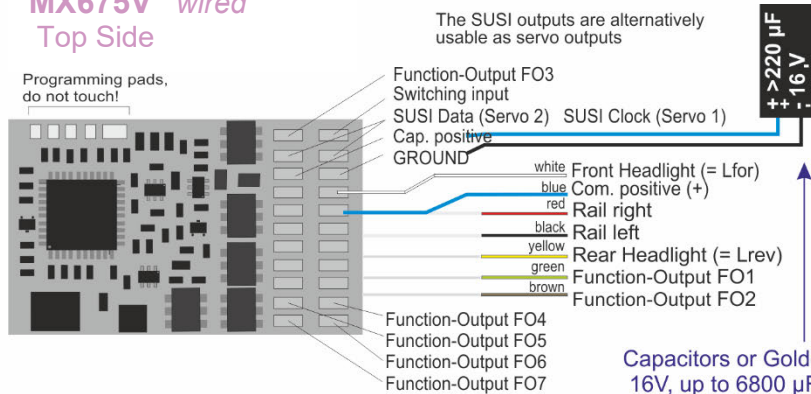 MX675V wired
Top Side
Programming pads,
do not touch!
The SUSI outputs are alternatively
usable as servo outputs
Function-Output FO3
Switching input
SUSI Data (Servo 2) SUSI Clock (Servo 1)
Cap. positive
GROUND
++ >220 µF
- - 16 V
white Front Headlight (= Lfor)
blue Com. positive (+)
red Rail right
black Rail left
yellow Rear Headlight (= Lrev)
green Function-Output FO1
brown Function-Output FO2
Function-Output FO4
Function-Output FO5
Function-Output FO6
Function-Output FO7
Capacitors or Gold
16V, up to 6800 µF